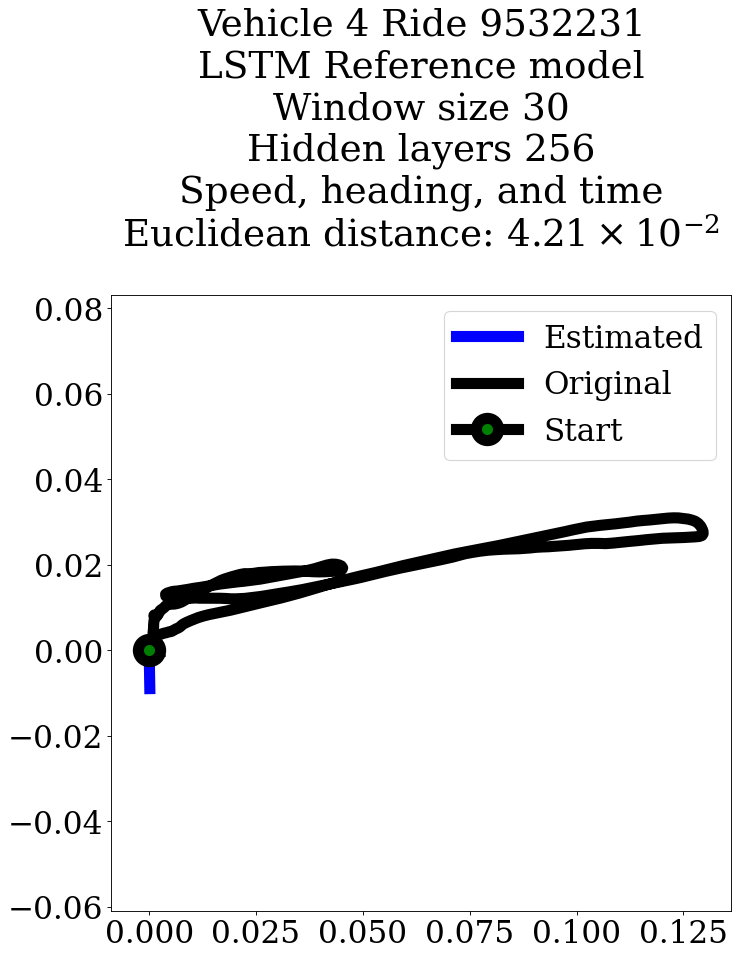 Vehicle 4 Ride 9532231
LSTM Reference model
Window size 30
Hidden layers 256
Speed, heading, and time
Euclidean distance: 4.21 × 10⁻²
0.08
0.06
0.04
0.02
0.00
−0.02
−0.04
−0.06
Estimated
Original
Start
0.000 0.025 0.050 0.075 0.100 0.125